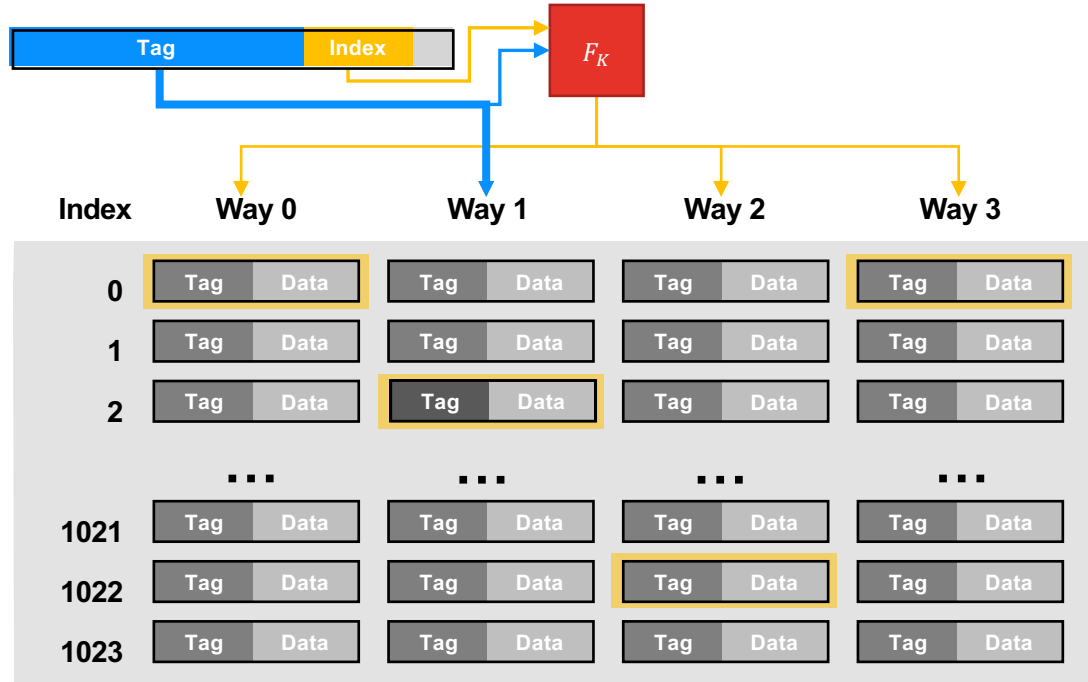 Tag Index F_K
Index Way 0 Way 1 Way 2 Way 3
0 Tag Data Tag Data Tag Data Tag Data
1 Tag Data Tag Data Tag Data Tag Data
2 Tag Data Tag Data Tag Data Tag Data
... ... ... ...
1021 Tag Data Tag Data Tag Data Tag Data
1022 Tag Data Tag Data Tag Data Tag Data
1023 Tag Data Tag Data Tag Data Tag Data